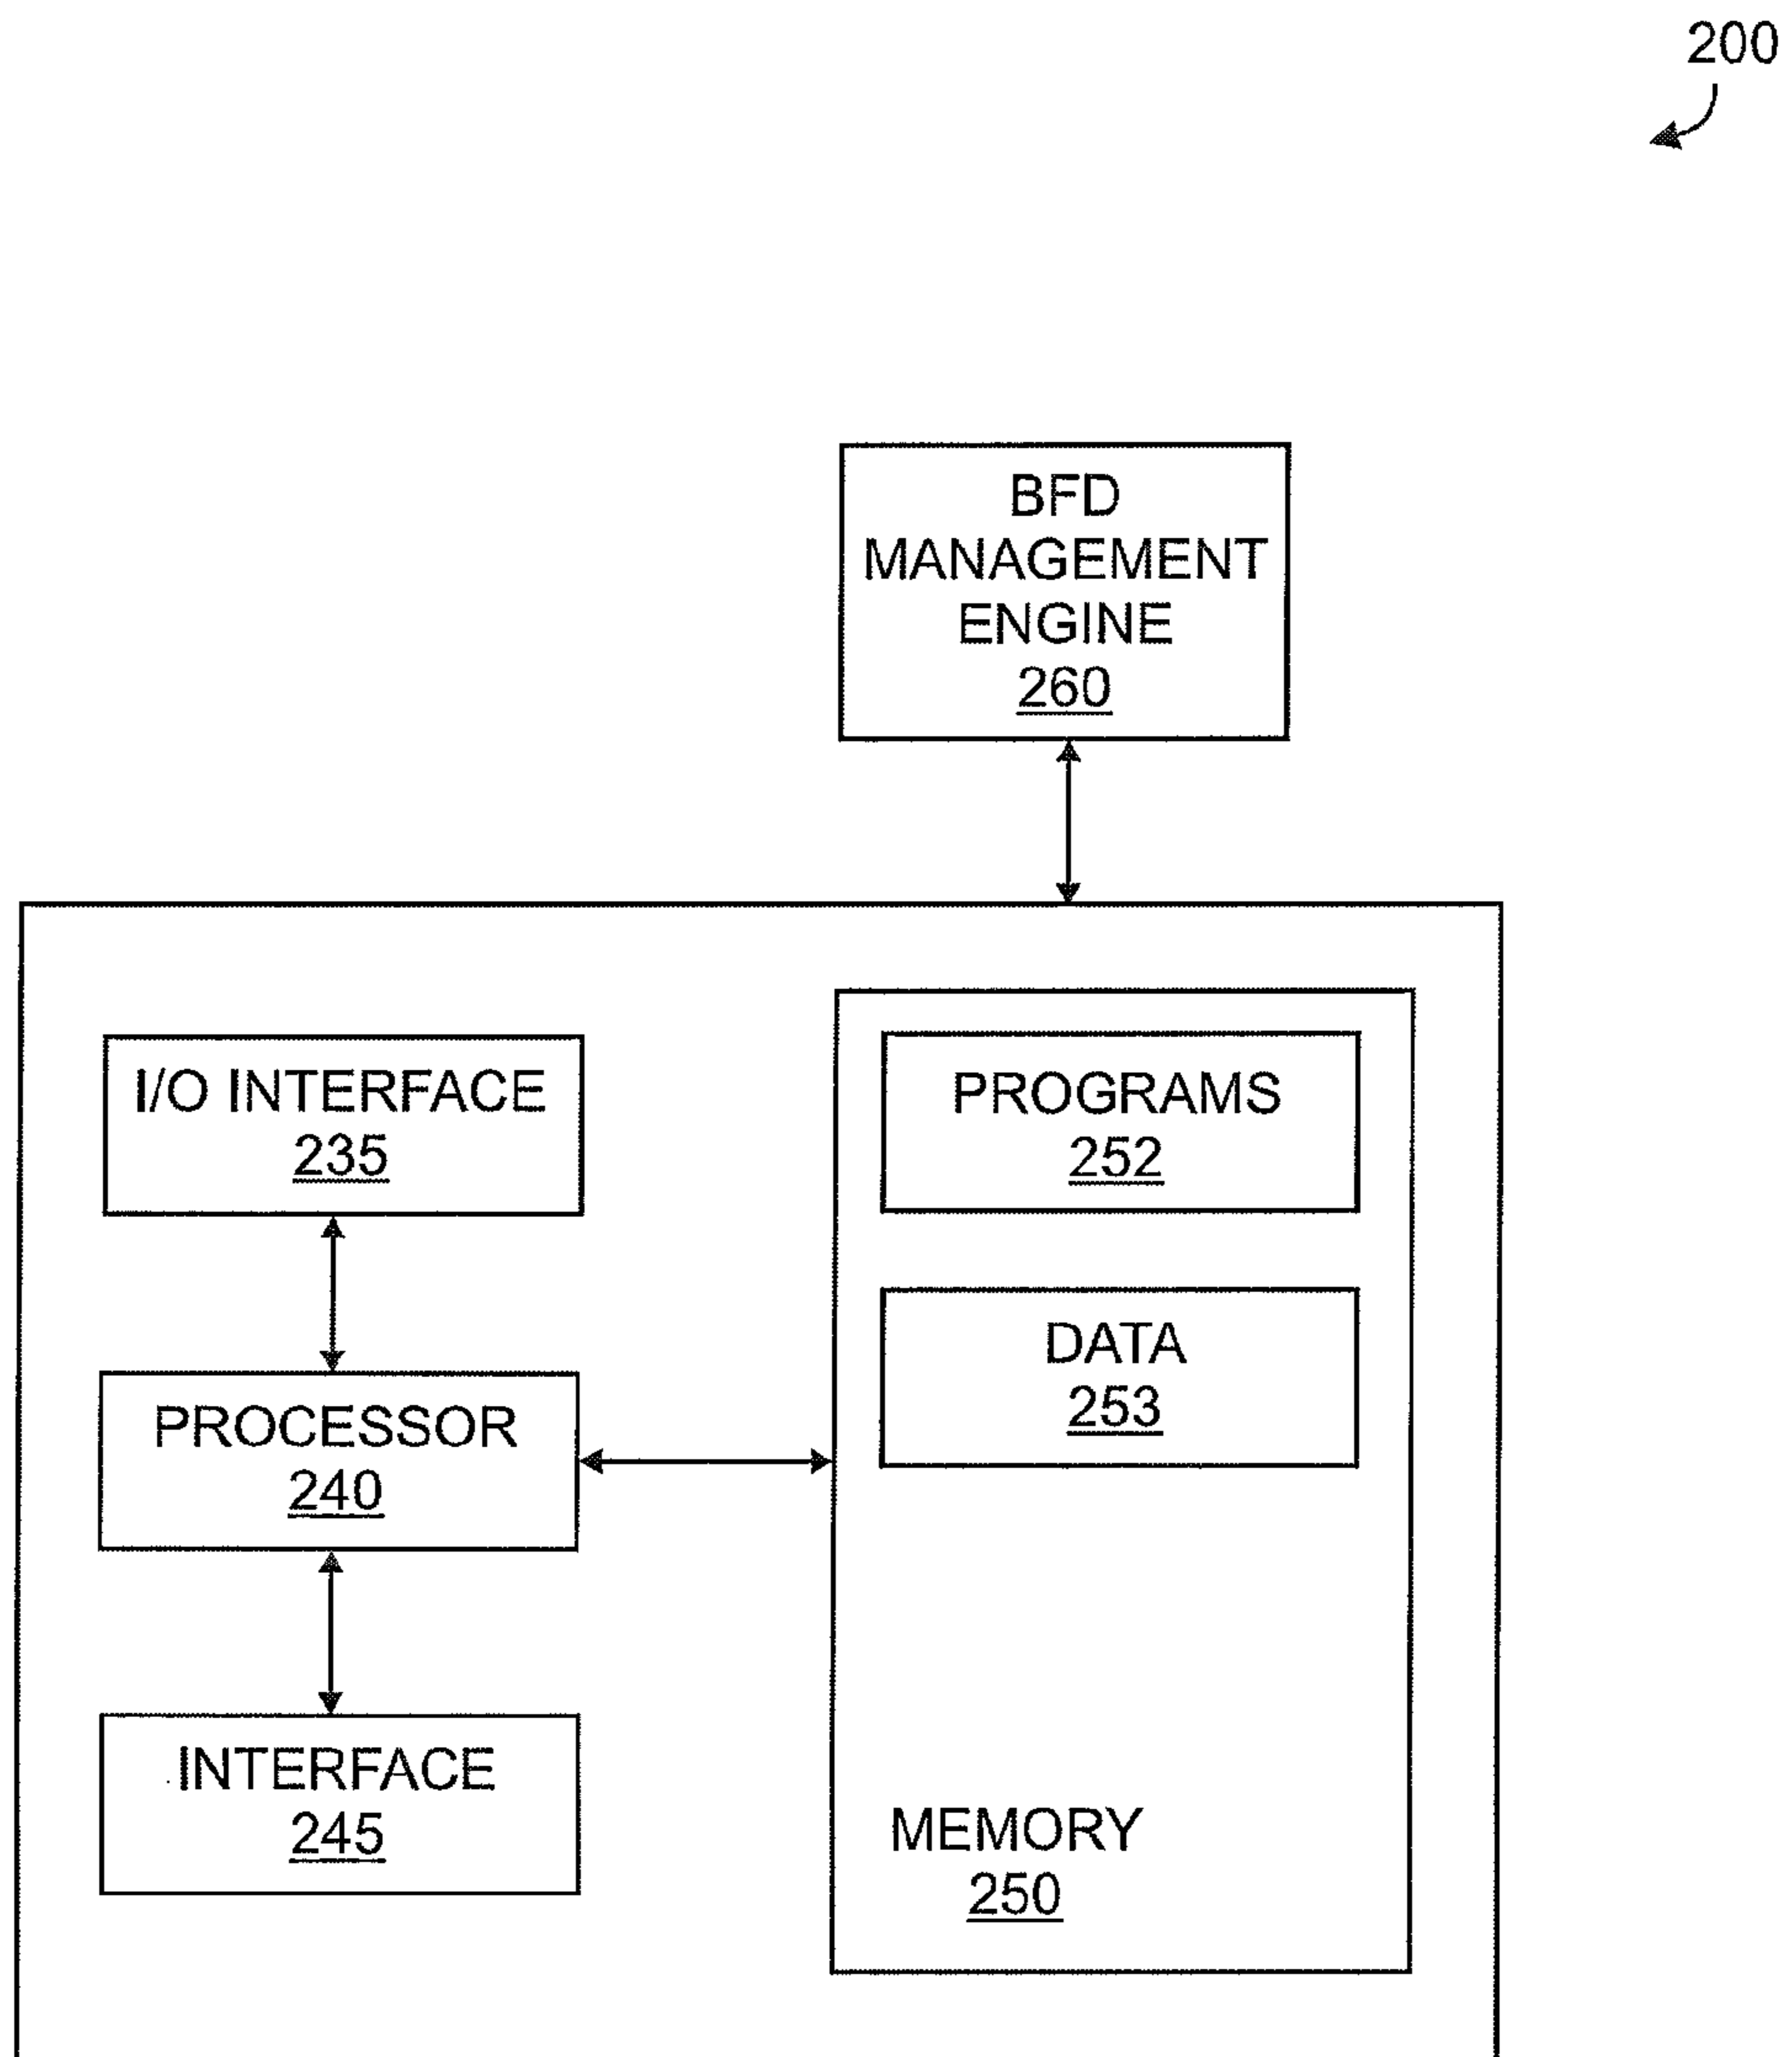 200
BFD
MANAGEMENT
ENGINE
260
I/O INTERFACE
235
PROGRAMS
252
DATA
253
PROCESSOR
240
INTERFACE
245
MEMORY
250